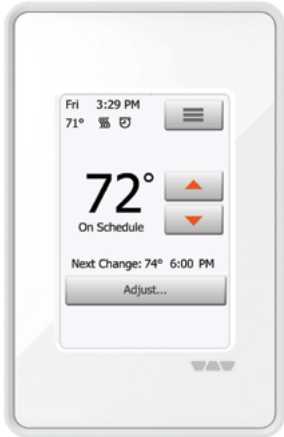 Fri 3:29 PM
71°
72°
On Schedule
Next Change: 74° 6:00 PM
Adjust...